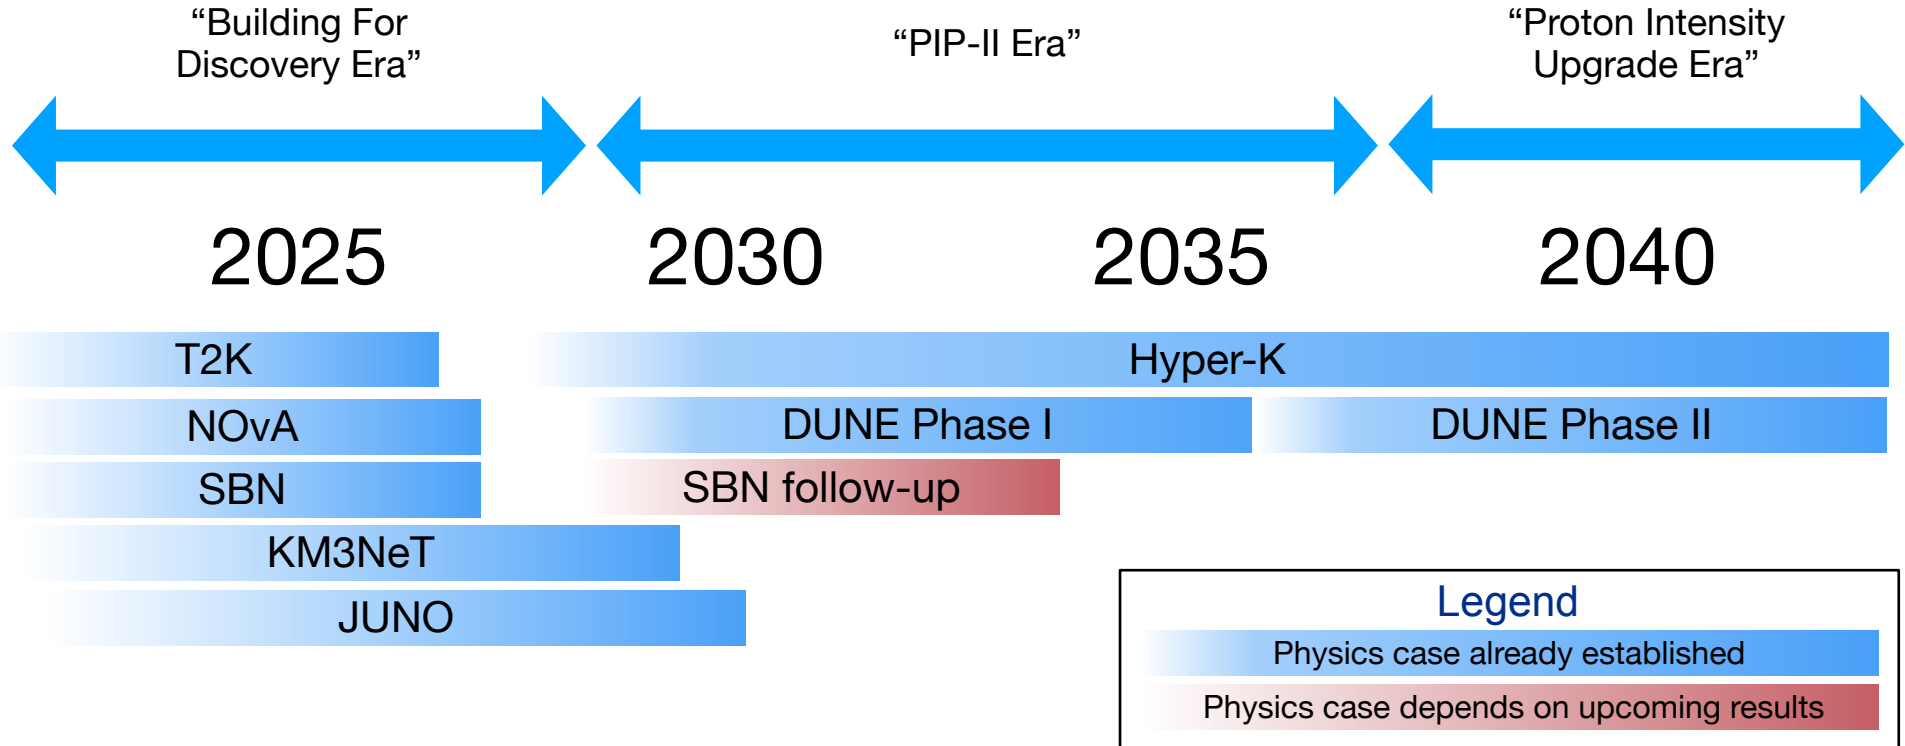 “Building For
Discovery Era”
“PIP-II Era”
“Proton Intensity
Upgrade Era”
2025
2030
2035
2040
T2K
Hyper-K
NOvA
DUNE Phase I
DUNE Phase II
SBN
SBN follow-up
KM3NeT
JUNO
Legend
Physics case already established
Physics case depends on upcoming results